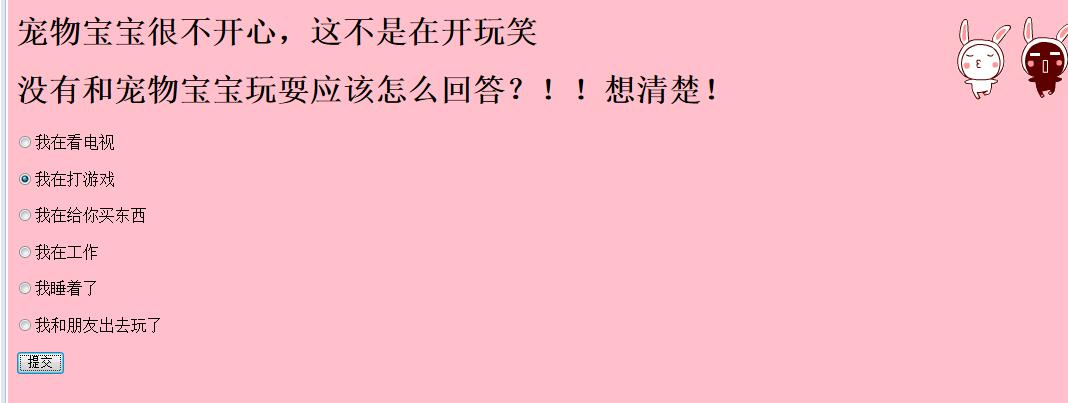 宠物宝宝很不开心，这不是在开玩笑
没有和宠物宝宝玩耍应该怎么回答？！！想清楚！
我在看电视
我在打游戏
我在给你买东西
我在工作
我睡着了
我和朋友出去玩了
提交